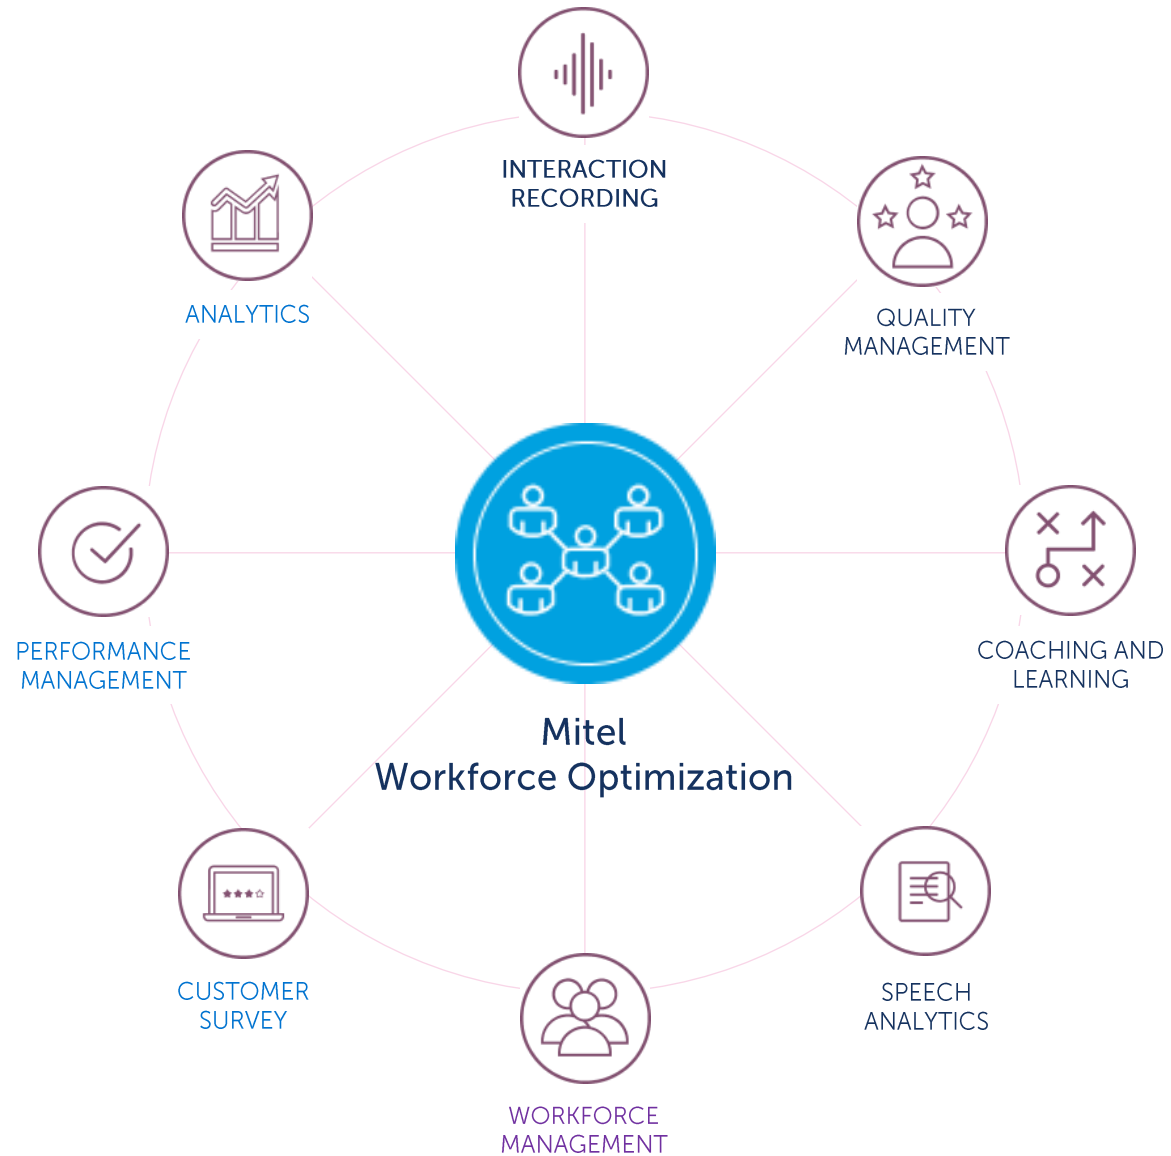 INTERACTION
RECORDING
ANALYTICS
QUALITY
MANAGEMENT
PERFORMANCE
MANAGEMENT
COACHING AND
LEARNING
Mitel
Workforce Optimization
CUSTOMER
SURVEY
SPEECH
ANALYTICS
WORKFORCE
MANAGEMENT